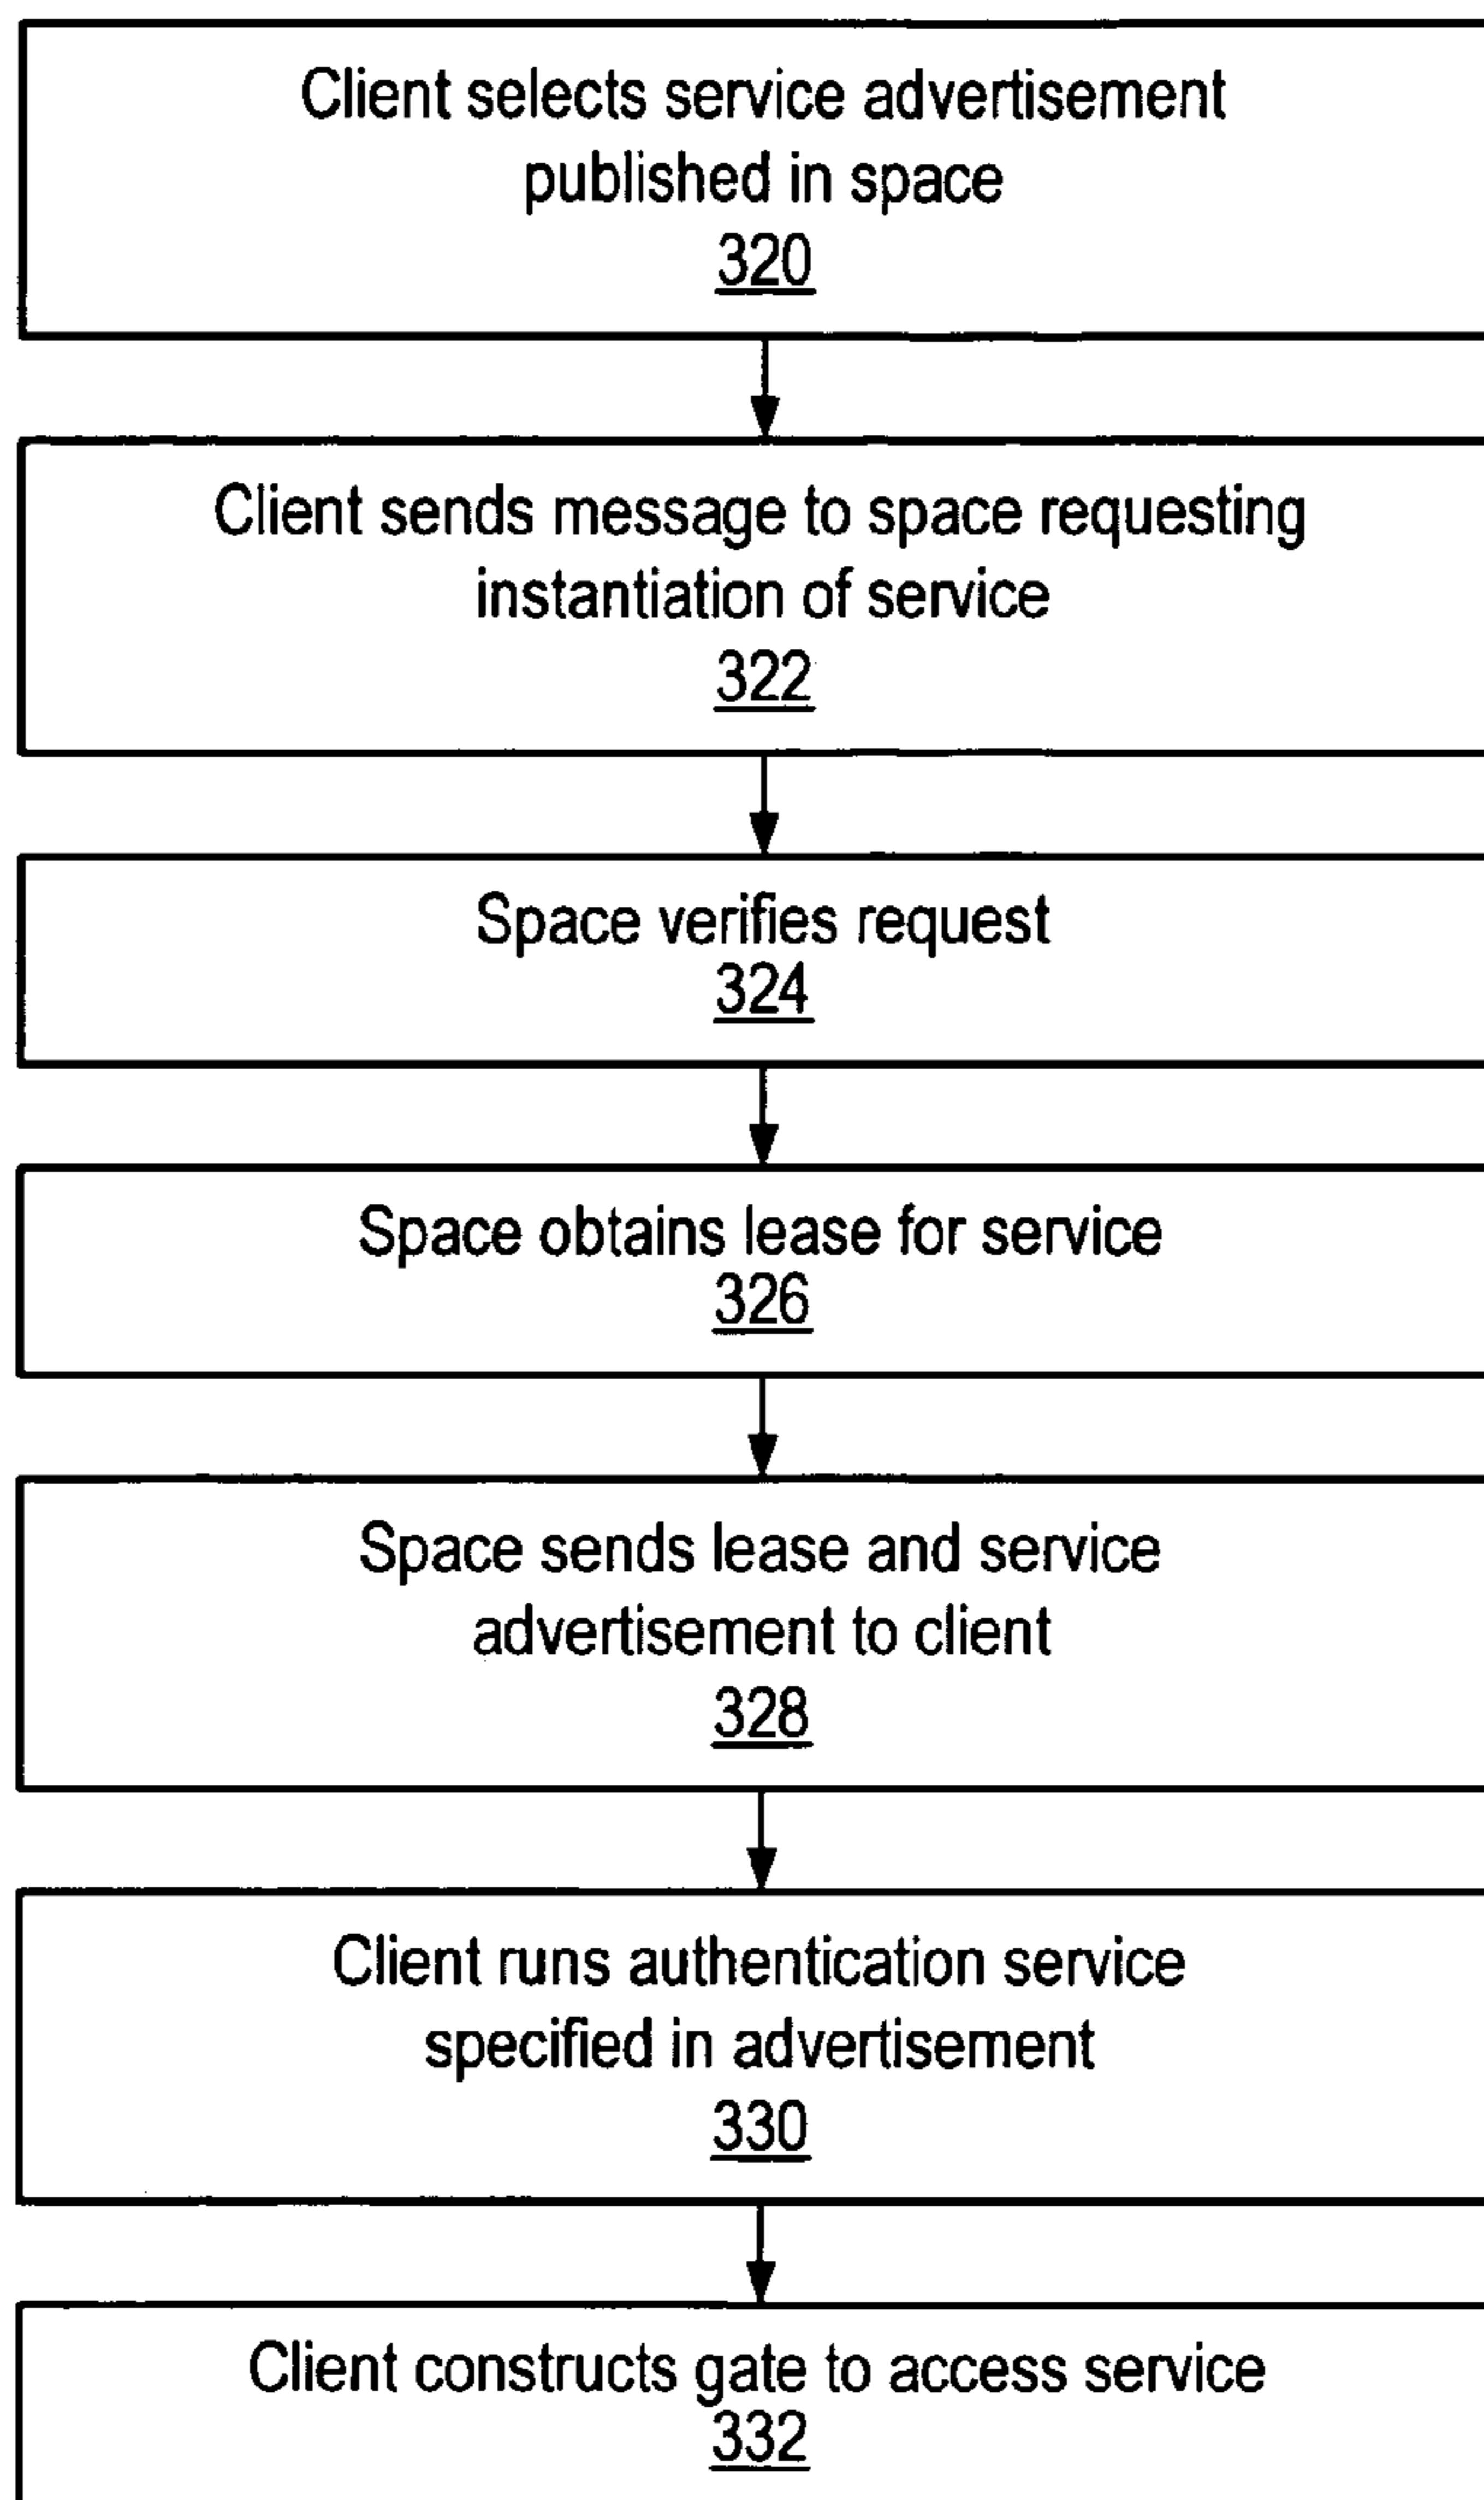 Client selects service advertisement
published in space
320
Client sends message to space requesting
instantiation of service
322
Space verifies request
324
Space obtains lease for service
326
Space sends lease and service
advertisement to client
328
Client runs authentication service
specified in advertisement
330
Client constructs gate to access service
332